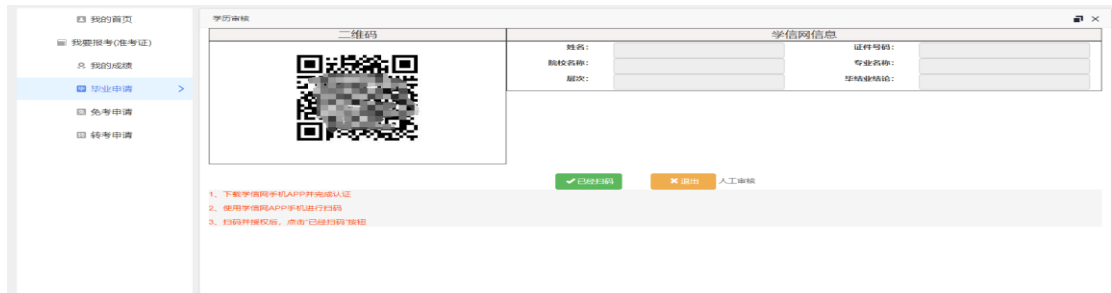 我的首页
我要报考(准考证)
我的成绩
毕业申请
免考申请
转考申请
学历审核
二维码
学信网信息
姓名：
证件号码：
院校名称：
专业名称：
层次：
毕结业结论：
已经扫码
退出
人工审核
1、下载学信网手机APP并完成认证
2、使用学信网APP手机进行扫码
3、扫码并授权后，点击"已经扫码"按钮